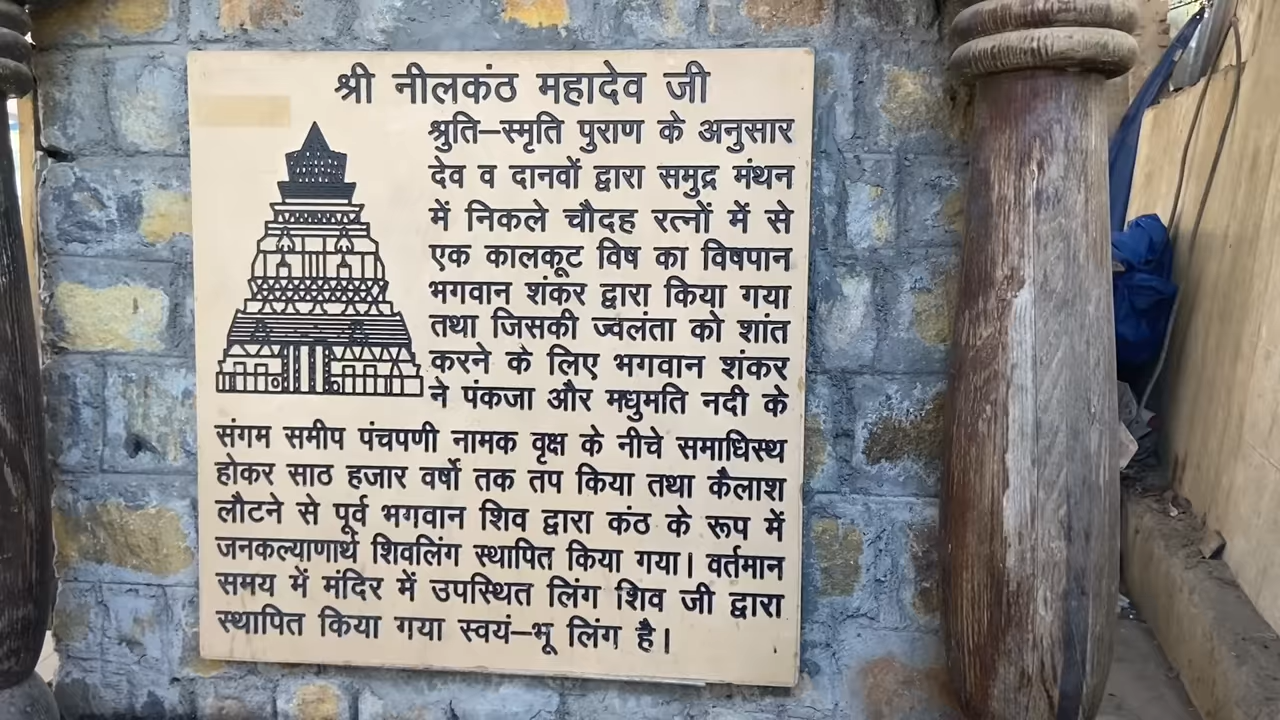 श्री नीलकंठ महादेव जी
श्रुति–स्मृति पुराण के अनुसार
देव व दानवों द्वारा समुद्र मंथन
में निकले चौदह रत्नों में से
एक कालकूट विष का विषपान
भगवान शंकर द्वारा किया गया
तथा जिसकी ज्वलंता को शांत
करने के लिए भगवान शंकर
ने पंकजा और मधुमति नदी के
संगम समीप पंचपणी नामक वृक्ष के नीचे समाधिस्थ
होकर साठ हजार वर्षो तक तप किया तथा कैलाश
लौटने से पूर्व भगवान शिव द्वारा कंठ के रूप में
जनकल्याणार्थ शिवलिंग स्थापित किया गया। वर्तमान
समय में मंदिर में उपस्थित लिंग शिव जी द्वारा
स्थापित किया गया स्वयं–भू लिंग है।